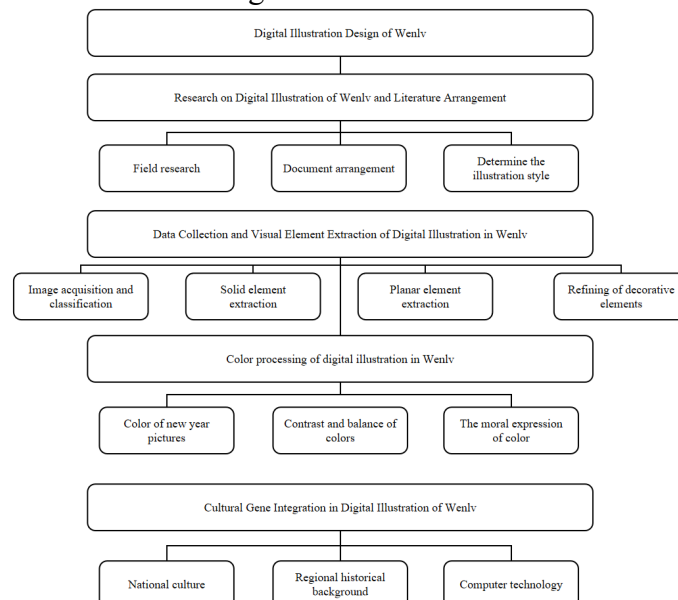 Digital Illustration Design of Wenlv
Research on Digital Illustration of Wenlv and Literature Arrangement
Field research
Document arrangement
Determine the
illustration style
Data Collection and Visual Element Extraction of Digital Illustration in Wenlv
Image acquisition and
classification
Solid element
extraction
Planar element
extraction
Refining of decorative
elements
Color processing of digital illustration in Wenlv
Color of new year
pictures
Contrast and balance of
colors
The moral expression
of color
Cultural Gene Integration in Digital Illustration of Wenlv
National culture
Regional historical
background
Computer technology